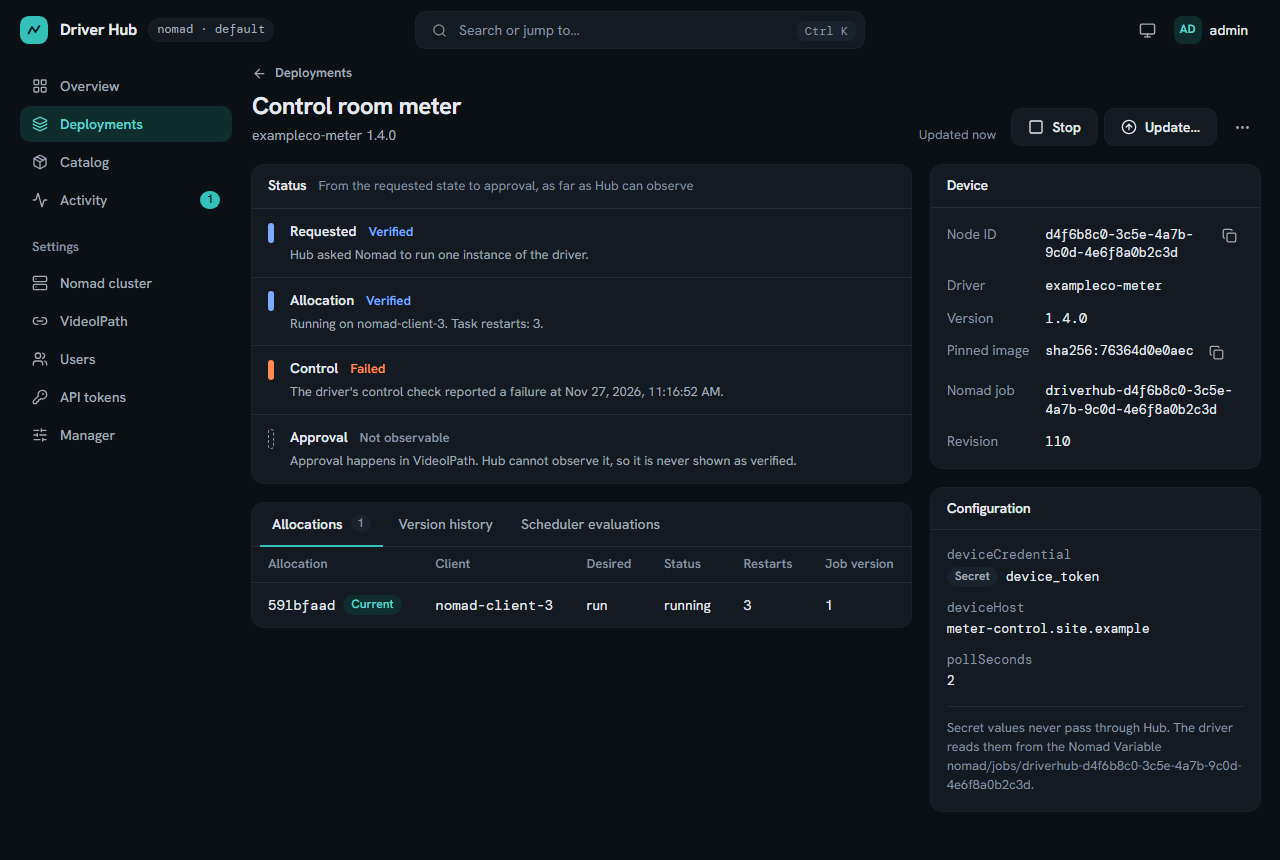 Driver Hub
nomad · default
Search or jump to...
Ctrl K
AD
admin
Overview
Deployments
Catalog
Activity
1
Settings
Nomad cluster
VideoIPath
Users
API tokens
Manager
Deployments
Control room meter
exampleco-meter 1.4.0
Updated now
Stop
Update...
Status From the requested state to approval, as far as Hub can observe
Requested Verified
Hub asked Nomad to run one instance of the driver.
Allocation Verified
Running on nomad-client-3. Task restarts: 3.
Control Failed
The driver's control check reported a failure at Nov 27, 2026, 11:16:52 AM.
Approval Not observable
Approval happens in VideoIPath. Hub cannot observe it, so it is never shown as verified.
Allocations 1 Version history Scheduler evaluations
Allocation Client Desired Status Restarts Job version
591bfaad Current nomad-client-3 run running 3 1
Device
Node ID d4f6b8c0-3c5e-4a7b-
9c0d-4e6f8a0b2c3d
Driver exampleco-meter
Version 1.4.0
Pinned image sha256:76364d0e0aec
Nomad job driverhub-d4f6b8c0-3c5e-
4a7b-9c0d-4e6f8a0b2c3d
Revision 110
Configuration
deviceCredential
Secret device_token
deviceHost
meter-control.site.example
pollSeconds
2
Secret values never pass through Hub. The driver
reads them from the Nomad Variable
nomad/jobs/driverhub-d4f6b8c0-3c5e-4a7b-9c0d-
4e6f8a0b2c3d.